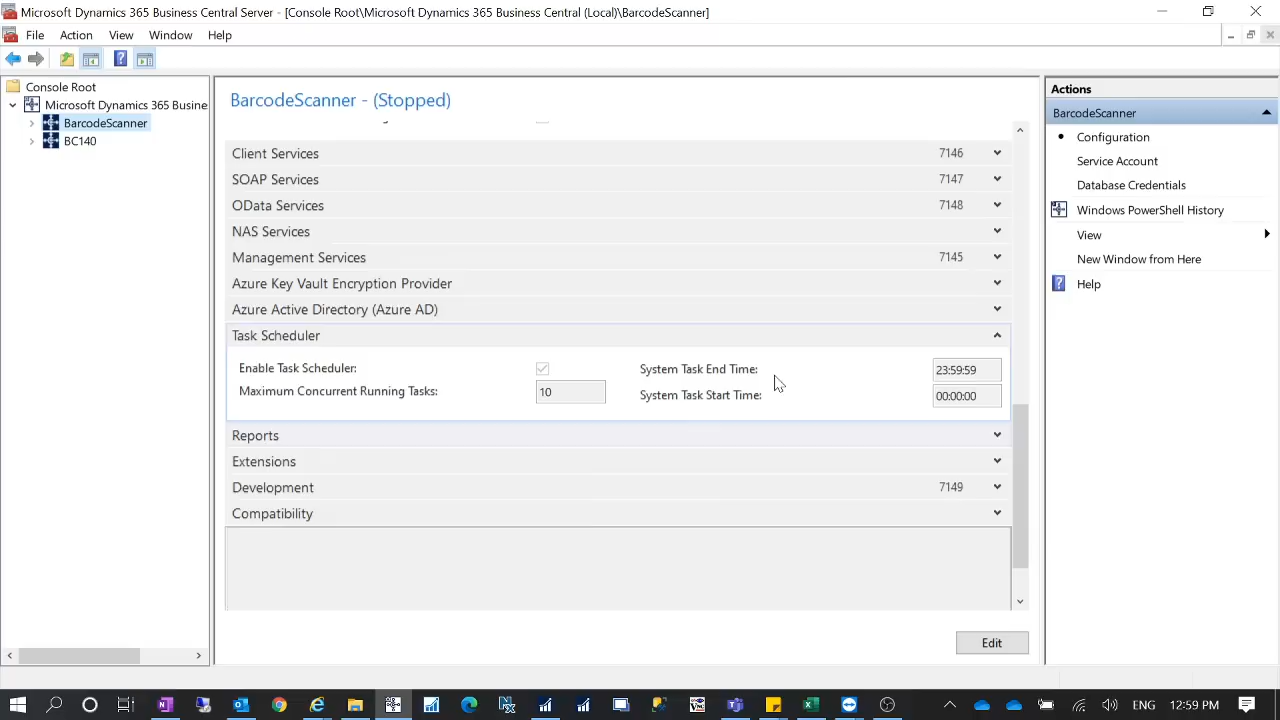 Microsoft Dynamics 365 Business Central Server - [Console Root\Microsoft Dynamics 365 Business Central (Local)\BarcodeScanner]
File Action View Window Help
Console Root
Microsoft Dynamics 365 Busine
BarcodeScanner
BC140
BarcodeScanner - (Stopped)
Client Services 7146
SOAP Services 7147
OData Services 7148
NAS Services
Management Services 7145
Azure Key Vault Encryption Provider
Azure Active Directory (Azure AD)
Task Scheduler
Enable Task Scheduler:
Maximum Concurrent Running Tasks: 10
System Task End Time: 23:59:59
System Task Start Time: 00:00:00
Reports
Extensions
Development 7149
Compatibility
Edit
Actions
BarcodeScanner
Configuration
Service Account
Database Credentials
Windows PowerShell History
View
New Window from Here
Help
ENG 12:59 PM